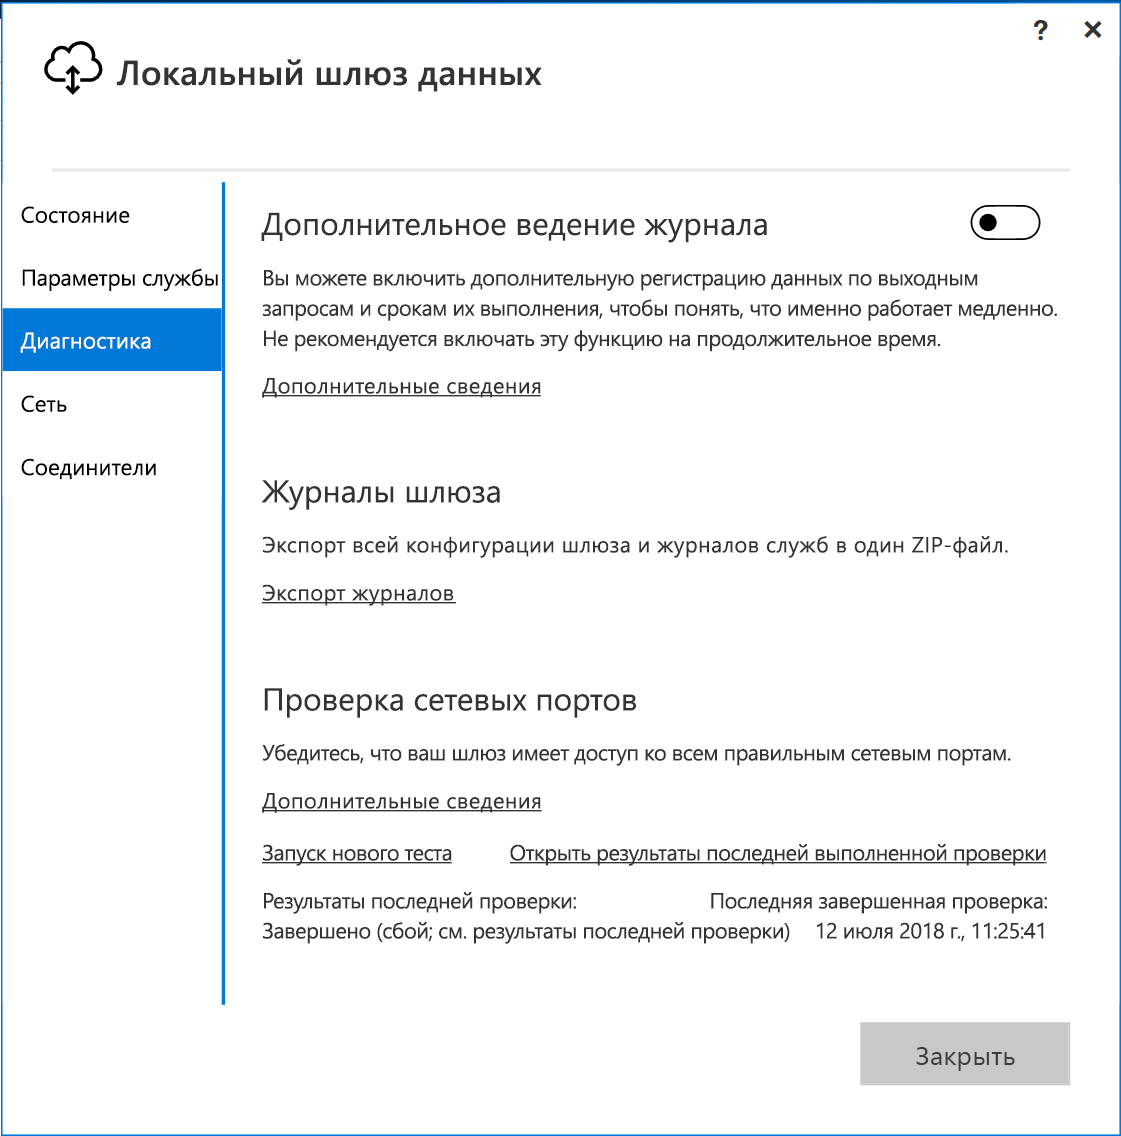 ?
Локальный шлюз данных
Состояние
Параметры службы
Диагностика
Сеть
Соединители
Дополнительное ведение журнала
Вы можете включить дополнительную регистрацию данных по выходным
запросам и срокам их выполнения, чтобы понять, что именно работает медленно.
Не рекомендуется включать эту функцию на продолжительное время.
Дополнительные сведения
Журналы шлюза
Экспорт всей конфигурации шлюза и журналов служб в один ZIP-файл.
Экспорт журналов
Проверка сетевых портов
Убедитесь, что ваш шлюз имеет доступ ко всем правильным сетевым портам.
Дополнительные сведения
Запуск нового теста Открыть результаты последней выполненной проверки
Результаты последней проверки: Последняя завершенная проверка:
Завершено (сбой; см. результаты последней проверки) 12 июля 2018 г., 11:25:41
Закрыть